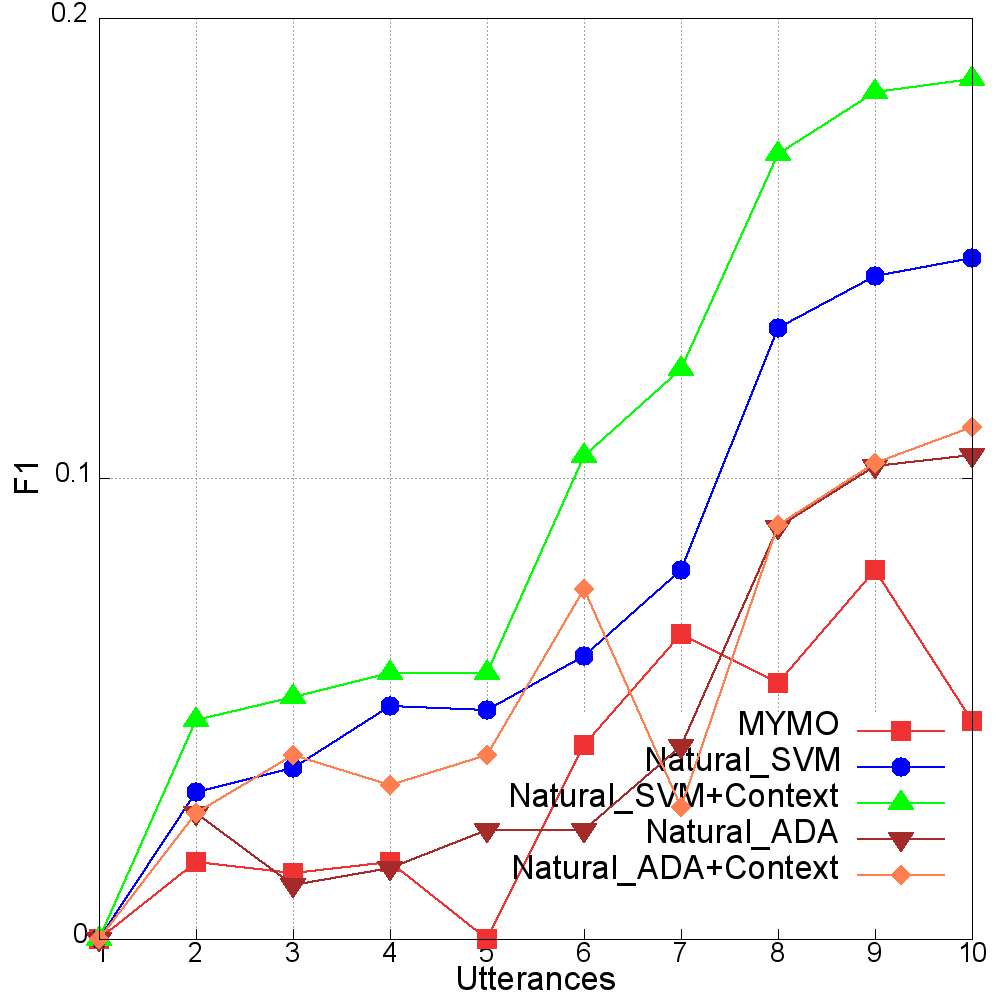 0.2
F1
0.1
0
1 2 3 4 5 6 7 8 9 10
Utterances
MYMO
Natural_SVM
Natural_SVM+Context
Natural_ADA
Natural_ADA+Context